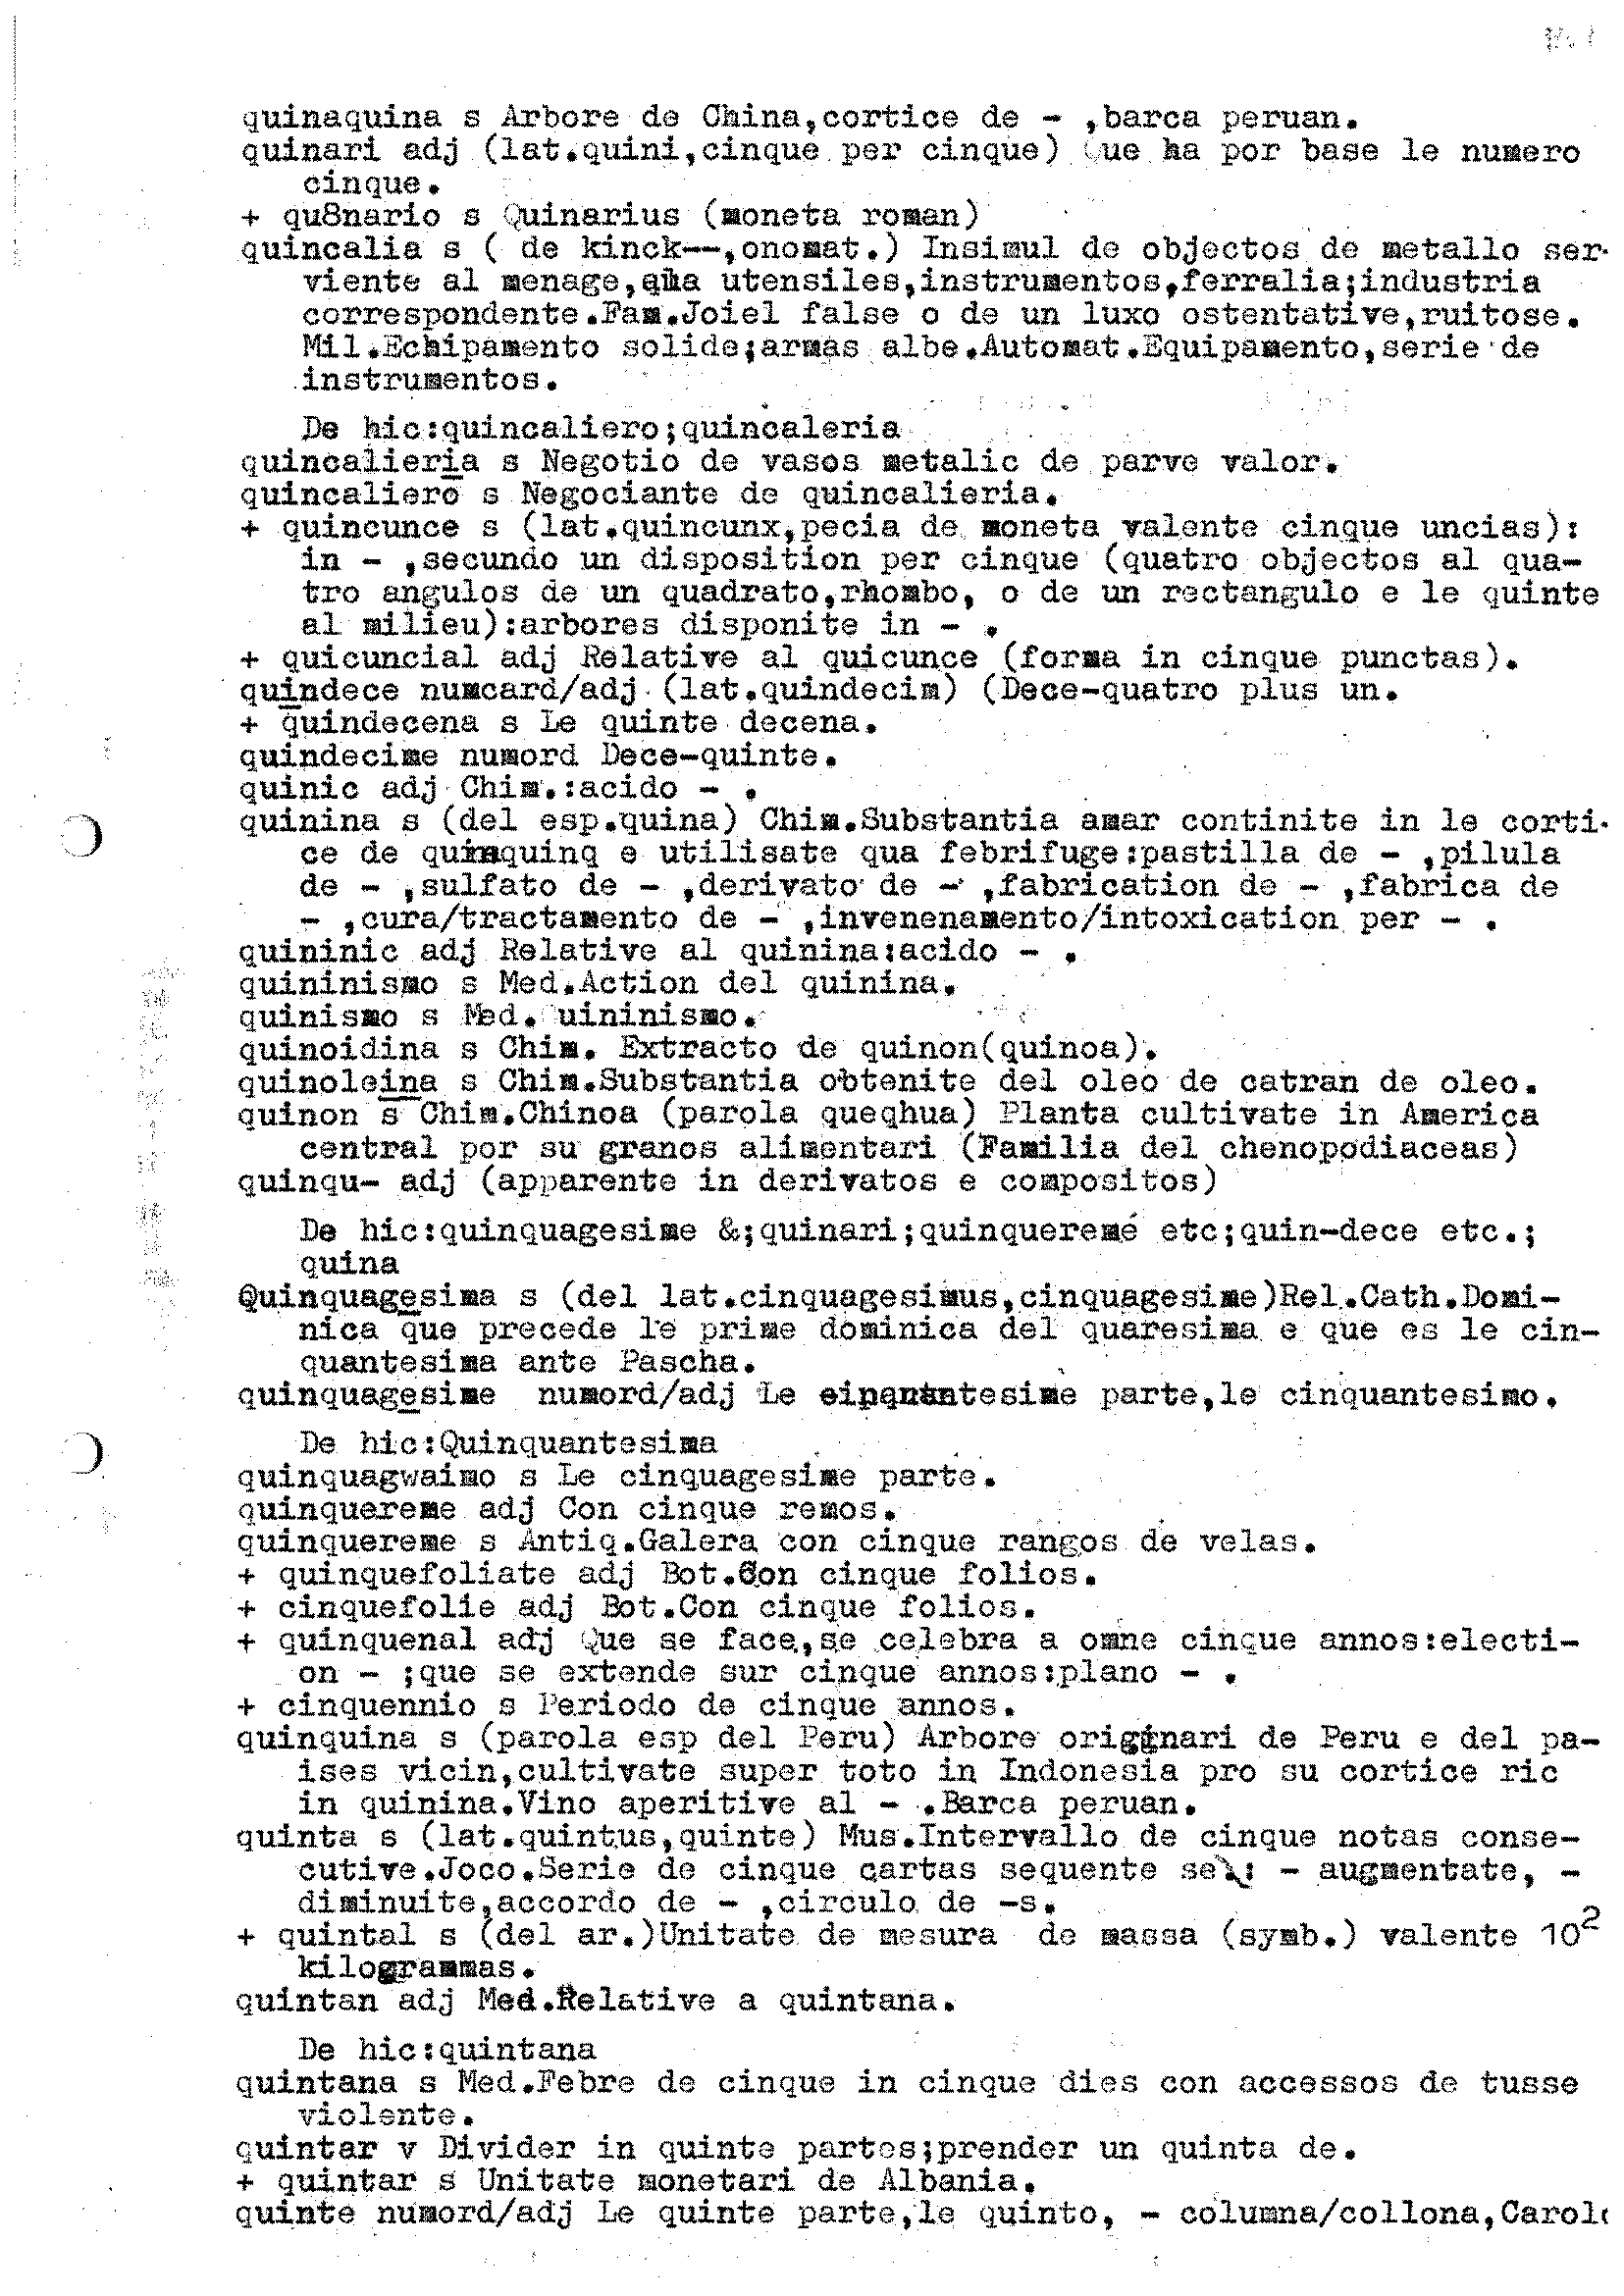 quinaquina s Arbore de China,cortice de - ,barca peruan.
quinari adj (lat.quini,cinque per cinque) Que ha por base le numero
cinque.
+ qu8nario s Quinarius (moneta roman)
quincalia s ( de kinck--,onomat.) Insimul de objectos de metallo ser-
viente al menage,qua utensiles,instrumentos,ferralia;industria
correspondente.Fam.Joiel false o de un luxo ostentative,ruitose.
Mil.Echipamento solide;armas albe.Automat.Equipamento,serie de
instrumentos.
De hic:quincaliero;quincaleria
quincalieria s Negotio de vasos metalic de parve valor.
quincaliero s Negociante de quincalieria.
+ quincunce s (lat.quincunx,pecia de moneta valente cinque uncias):
in - ,secundo un disposition per cinque (quatro objectos al qua-
tro angulos de un quadrato,rhombo, o de un rectangulo e le quinte
al milieu):arbores disponite in - .
+ quicuncial adj Relative al quicunce (forma in cinque punctas).
quindece numcard/adj (lat.quindecim) (Dece-quatro plus un.
+ quindecena s Le quinte decena.
quindecime numord Dece-quinte.
quinic adj Chim.:acido - .
quinina s (del esp.quina) Chim.Substantia amar continite in le corti-
ce de quinaquinq e utilisate qua febrifuge:pastilla de - ,pilula
de - ,sulfato de - ,derivato de - ,fabrication de - ,fabrica de
- ,cura/tractamento de - ,invenenamento/intoxication per - .
quininic adj Relative al quinina:acido - .
quininismo s Med.Action del quinina.
quinismo s Med. uininismo.
quinoidina s Chim. Extracto de quinon(quinoa).
quinoleina s Chim.Substantia obtenite del oleo de catran de oleo.
quinon s Chim.Chinoa (parola queqhua) Planta cultivate in America
central por su granos alimentari (Familia del chenopodiaceas)
quinqu- adj (apparente in derivatos e compositos)
De hic:quinquagesime &;quinari;quinqueremé etc;quin-dece etc.;
quina
Quinquagesima s (del lat.cinquagesimus,cinquagesime)Rel.Cath.Domi-
nica que precede le prime dominica del quaresima e que es le cin-
quantesima ante Pascha.
quinquagesime numord/adj Le cinquantesime parte,le cinquantesimo.
De hic:Quinquantesima
quinquagwaimo s Le cinquagesime parte.
quinquereme adj Con cinque remos.
quinquereme s Antiq.Galera con cinque rangos de velas.
+ quinquefoliate adj Bot.Con cinque folios.
+ cinquefolie adj Bot.Con cinque folios.
+ quinquenal adj Que se face,se celebra a omne cinque annos:electi-
on - ;que se extende sur cinque annos:plano - .
+ cinquennio s Periodo de cinque annos.
quinquina s (parola esp del Peru) Arbore originari de Peru e del pa-
ises vicin,cultivate super toto in Indonesia pro su cortice ric
in quinina.Vino aperitive al - .Barca peruan.
quinta s (lat.quintus,quinte) Mus.Intervallo de cinque notas conse-
cutive.Joco.Serie de cinque cartas sequente se : - augmentate, -
diminuite,accordo de - ,circulo de -s.
+ quintal s (del ar.)Unitate de mesura de massa (symb.) valente 10²
kilogrammas.
quintan adj Med.Relative a quintana.
De hic:quintana
quintana s Med.Febre de cinque in cinque dies con accessos de tusse
violente.
quintar v Divider in quinte partes;prender un quinta de.
+ quintar s Unitate monetari de Albania.
quinte numord/adj Le quinte parte,le quinto, - columna/collona,Carol